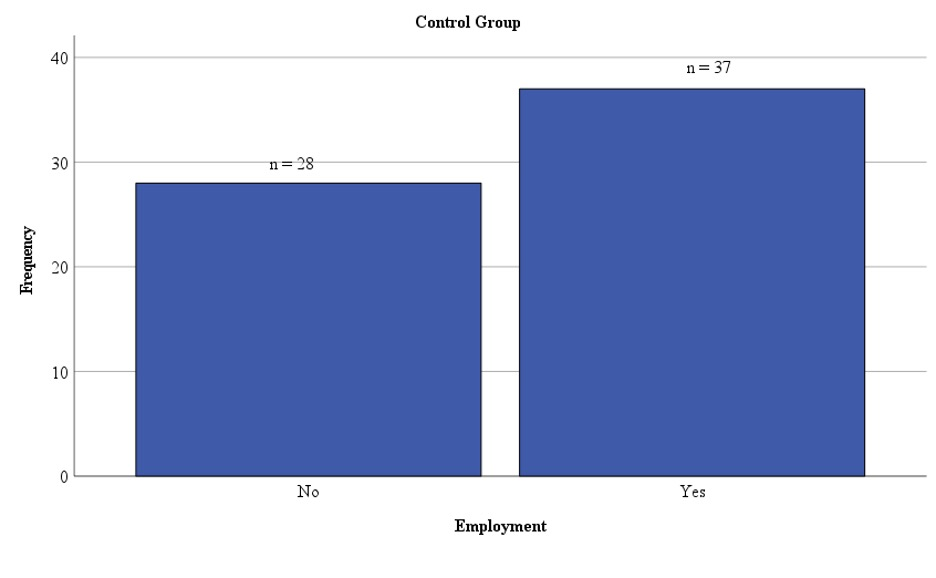 Control Group
40
n = 37
30
n = 28
20
10
0
Frequency
No
Yes
Employment